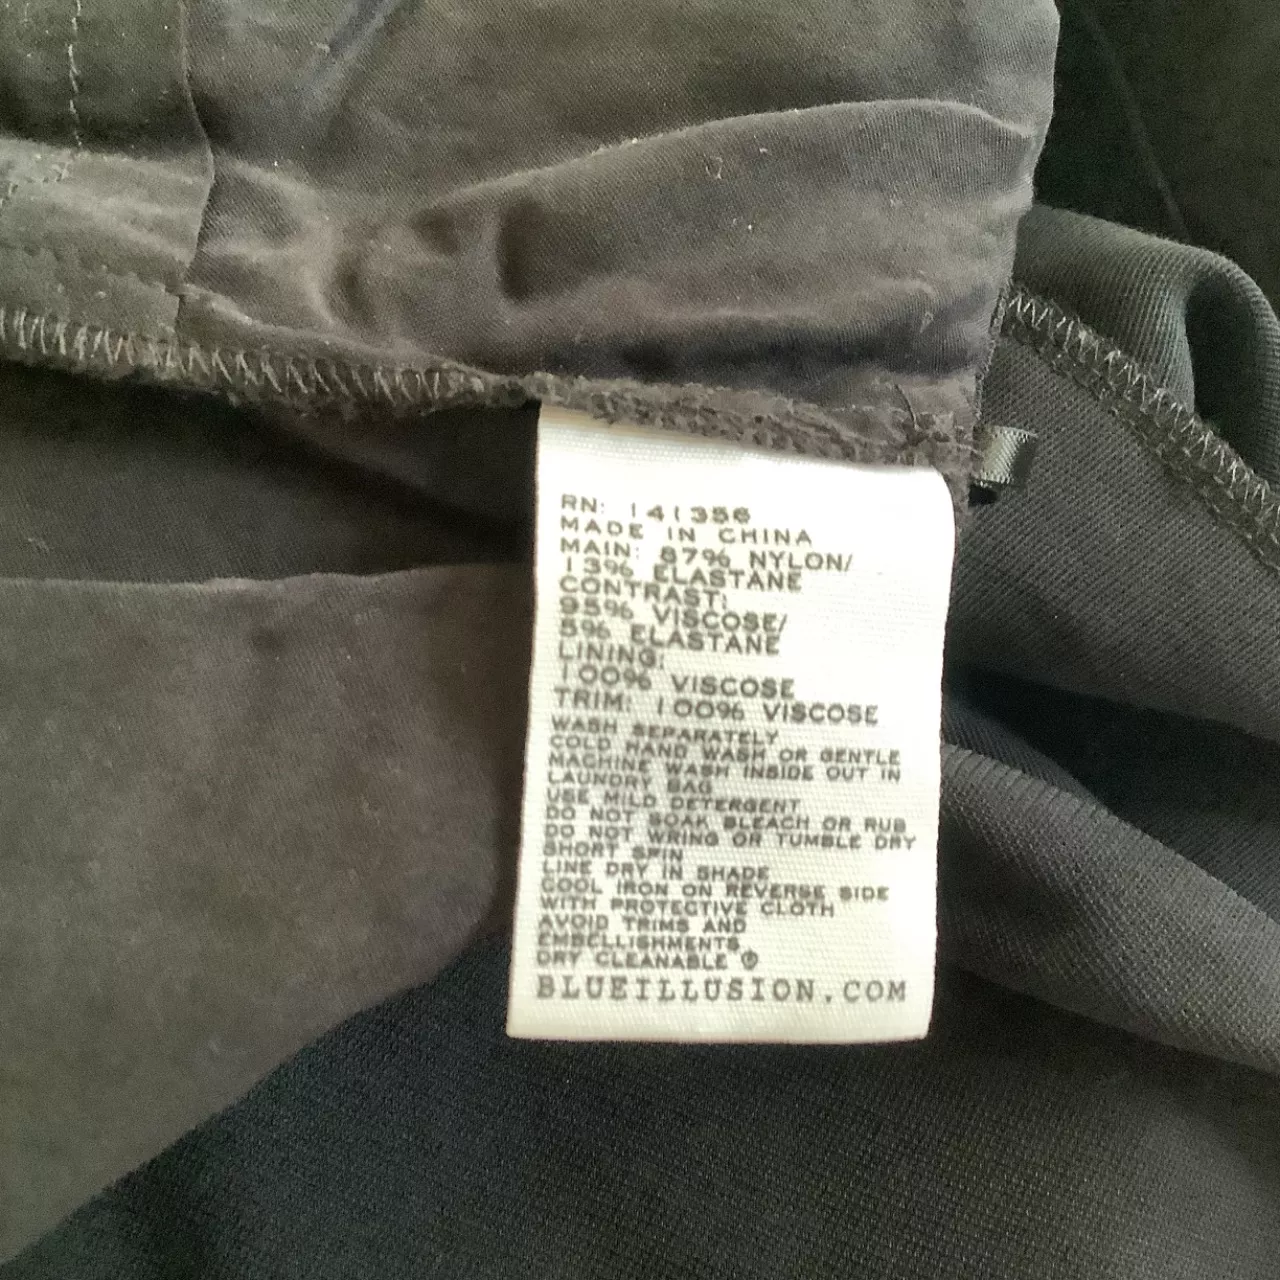 RN: 141356
MADE IN CHINA
MAIN: 87% NYLON/
13% ELASTANE
CONTRAST:
95% VISCOSE/
5% ELASTANE
LINING:
100% VISCOSE
TRIM: 100% VISCOSE
WASH SEPARATELY
COLD HAND WASH OR GENTLE
MACHINE WASH INSIDE OUT IN
LAUNDRY BAG
USE MILD DETERGENT
DO NOT SOAK BLEACH OR RUB
DO NOT WRING OR TUMBLE DRY
SHORT SPIN
LINE DRY IN SHADE
COOL IRON ON REVERSE SIDE
WITH PROTECTIVE CLOTH
AVOID TRIMS AND
EMBELLISHMENTS
DRY CLEANABLE Ⓟ
BLUEILLUSION.COM